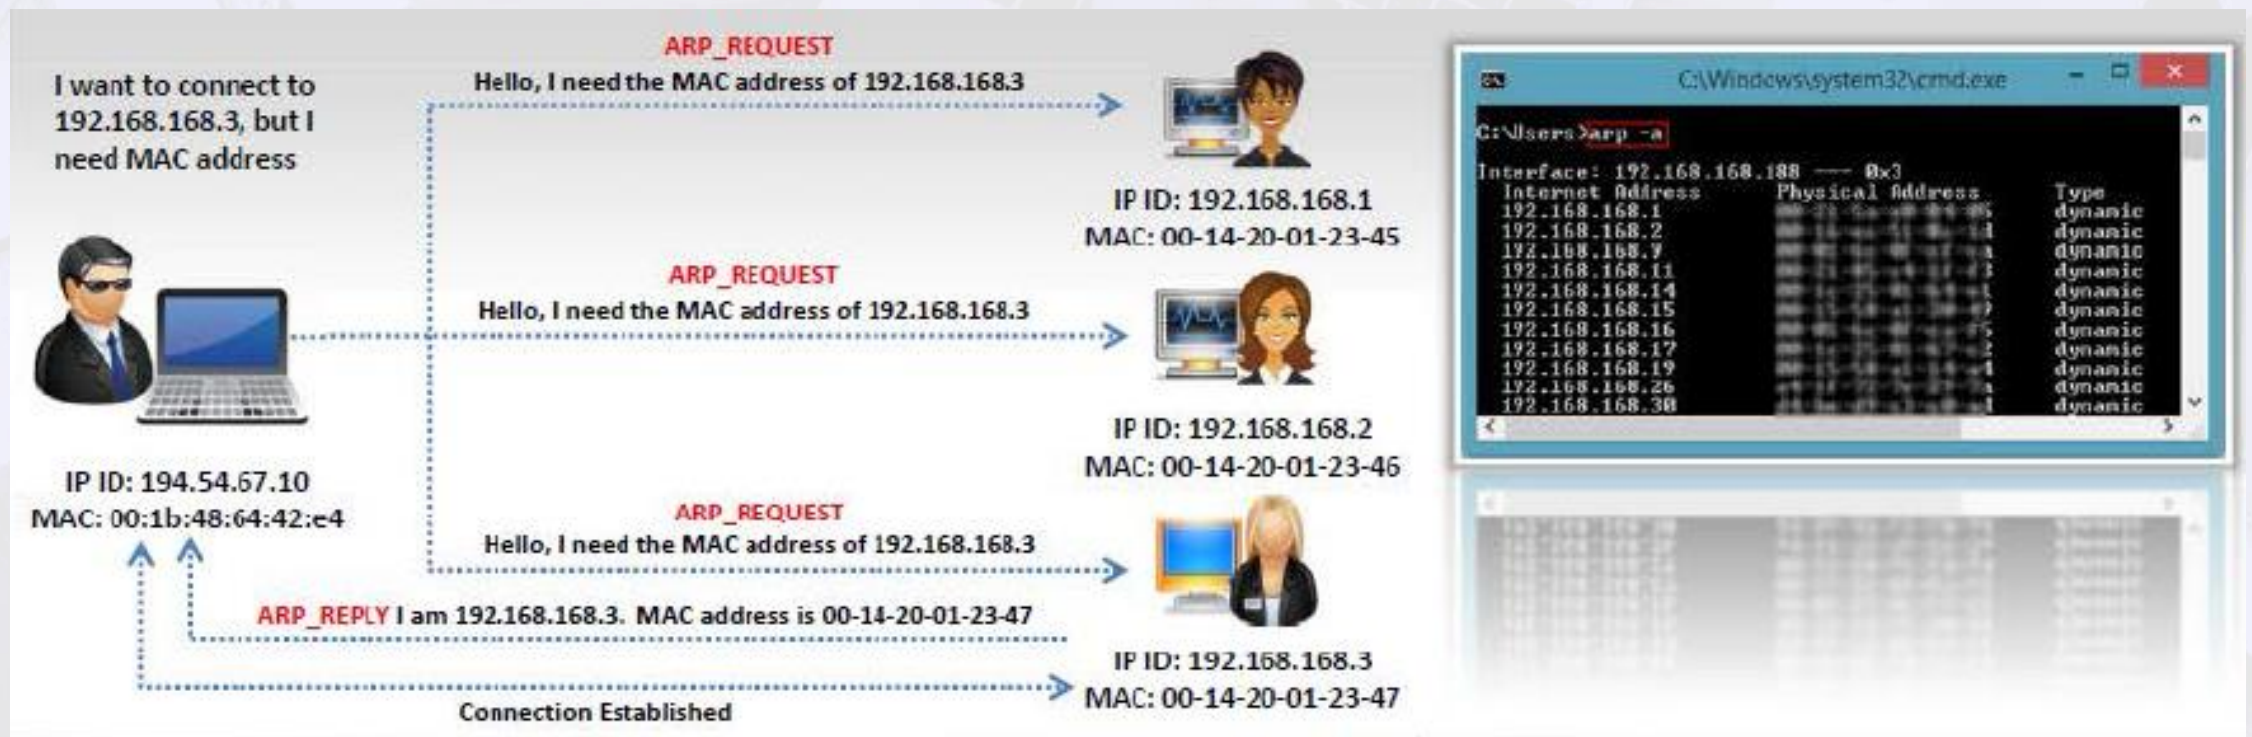 I want to connect to
192.168.168.3, but I
need MAC address
IP ID: 194.54.67.10
MAC: 00:1b:48:64:42:e4
ARP_REQUEST
Hello, I need the MAC address of 192.168.168.3
IP ID: 192.168.168.1
MAC: 00-14-20-01-23-45
ARP_REQUEST
Hello, I need the MAC address of 192.168.168.3
IP ID: 192.168.168.2
MAC: 00-14-20-01-23-46
ARP_REQUEST
Hello, I need the MAC address of 192.168.168.3
ARP_REPLY I am 192.168.168.3. MAC address is 00-14-20-01-23-47
IP ID: 192.168.168.3
MAC: 00-14-20-01-23-47
Connection Established
C:\Windows\system32\cmd.exe
C:\Users>arp -a
Interface: 192.168.168.188 --- 0x3
Internet Address Physical Address Type
192.168.168.1 dynamic
192.168.168.2 dynamic
192.168.168.9 dynamic
192.168.168.11 dynamic
192.168.168.14 dynamic
192.168.168.15 dynamic
192.168.168.16 dynamic
192.168.168.17 dynamic
192.168.168.19 dynamic
192.168.168.26 dynamic
192.168.168.30 dynamic